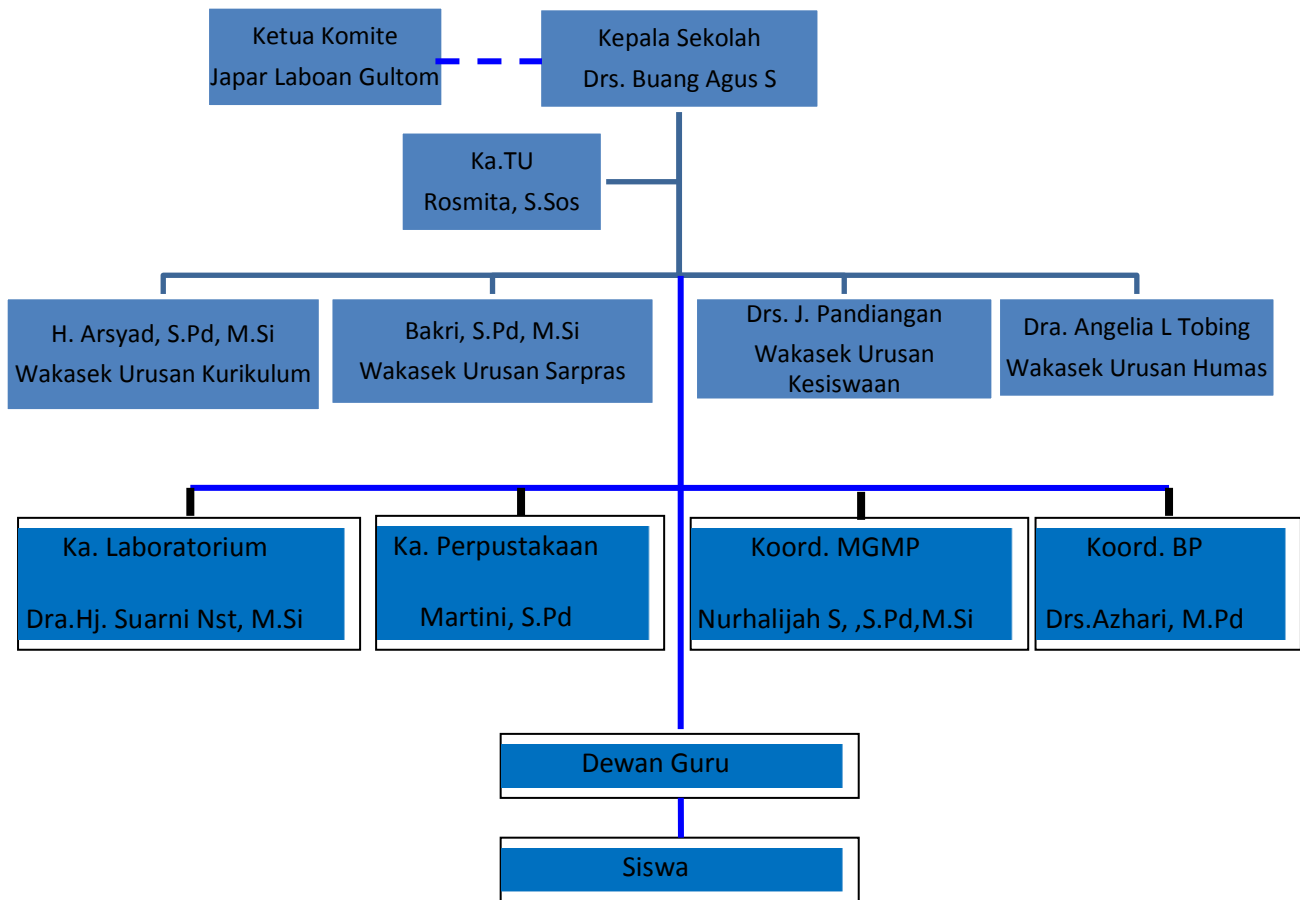 Ketua Komite
Japar Laboan Gultom
Kepala Sekolah
Drs. Buang Agus S
Ka.TU
Rosmita, S.Sos
H. Arsyad, S.Pd, M.Si
Wakasek Urusan Kurikulum
Bakri, S.Pd, M.Si
Wakasek Urusan Sarpras
Drs. J. Pandiangan
Wakasek Urusan
Kesiswaan
Dra. Angelia L Tobing
Wakasek Urusan Humas
Ka. Laboratorium
Dra.Hj. Suarni Nst, M.Si
Ka. Perpustakaan
Martini, S.Pd
Koord. MGMP
Nurhalijah S, ,S.Pd,M.Si
Koord. BP
Drs.Azhari, M.Pd
Dewan Guru
Siswa